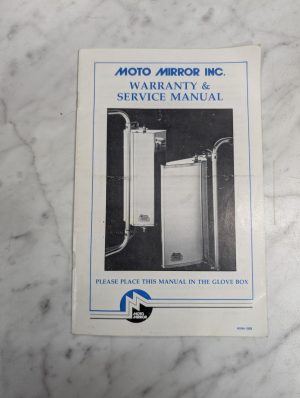 MOTO MIRROR INC.
WARRANTY &
SERVICE MANUAL
PLEASE PLACE THIS MANUAL IN THE GLOVE BOX
MOTO
MIRROR